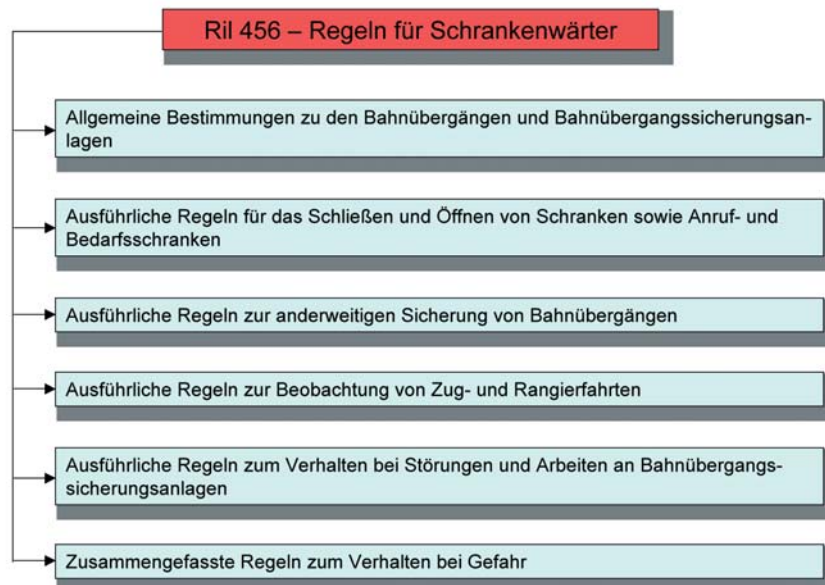 Ril 456 – Regeln für Schrankenwärter
Allgemeine Bestimmungen zu den Bahnübergängen und Bahnübergangssicherungsan-
lagen
Ausführliche Regeln für das Schließen und Öffnen von Schranken sowie Anruf- und
Bedarfsschranken
Ausführliche Regeln zur anderweitigen Sicherung von Bahnübergängen
Ausführliche Regeln zur Beobachtung von Zug- und Rangierfahrten
Ausführliche Regeln zum Verhalten bei Störungen und Arbeiten an Bahnübergangs-
sicherungsanlagen
Zusammengefasste Regeln zum Verhalten bei Gefahr